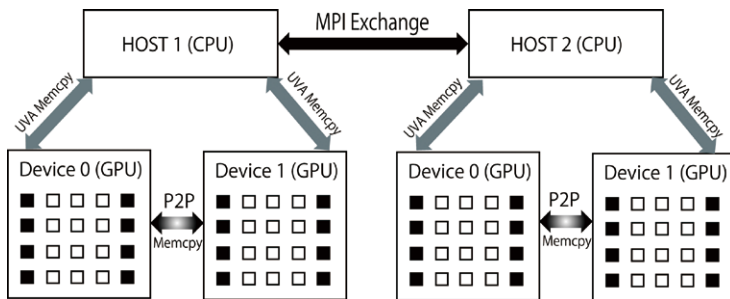 MPI Exchange
HOST 1 (CPU)
HOST 2 (CPU)
UVA Memcpy
UVA Memcpy
UVA Memcpy
UVA Memcpy
Device 0 (GPU)
Device 1 (GPU)
Device 0 (GPU)
Device 1 (GPU)
P2P
Memcpy
P2P
Memcpy